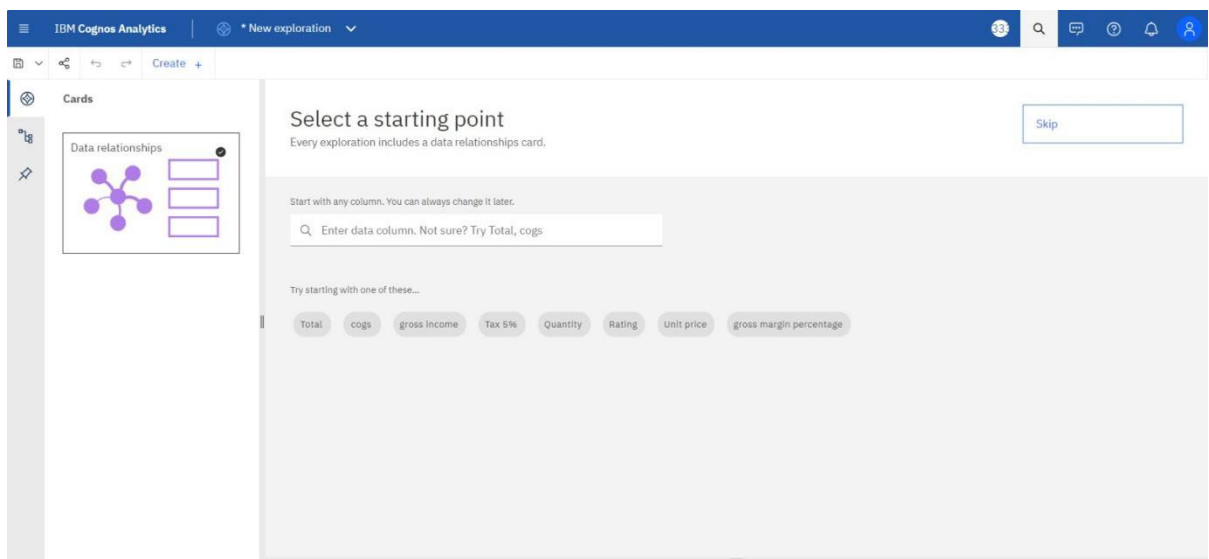 IBM Cognos Analytics
* New exploration
Create +
Cards
Data relationships
Select a starting point
Every exploration includes a data relationships card.
Skip
Start with any column. You can always change it later.
Enter data column. Not sure? Try Total, cogs
Try starting with one of these...
Total cogs gross income Tax 5% Quantity Rating Unit price gross margin percentage